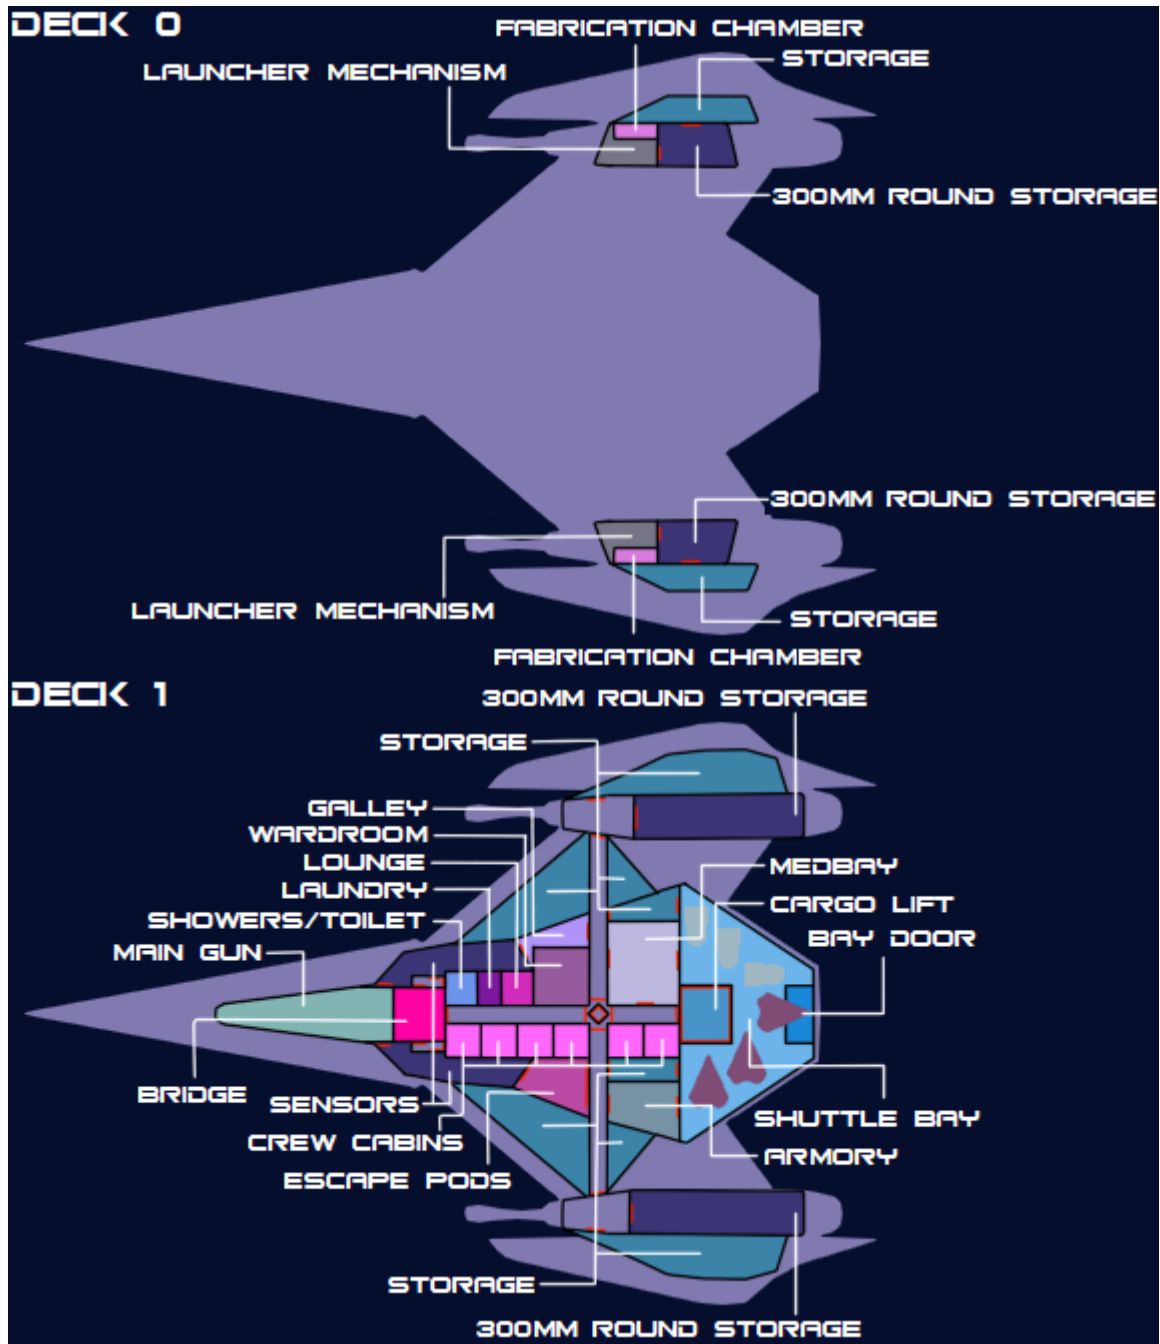 DECK 0
FABRICATION CHAMBER
STORAGE
LAUNCHER MECHANISM
300MM ROUND STORAGE
300MM ROUND STORAGE
LAUNCHER MECHANISM
STORAGE
FABRICATION CHAMBER
DECK 1
300MM ROUND STORAGE
STORAGE
GALLEY
WARDROOM
LOUNGE
MEDBAY
LAUNDRY
CARGO LIFT
SHOWERS/TOILET
BAY DOOR
MAIN GUN
BRIDGE
SENSORS
SHUTTLE BAY
CREW CABINS
ARMORY
ESCAPE PODS
STORAGE
300MM ROUND STORAGE